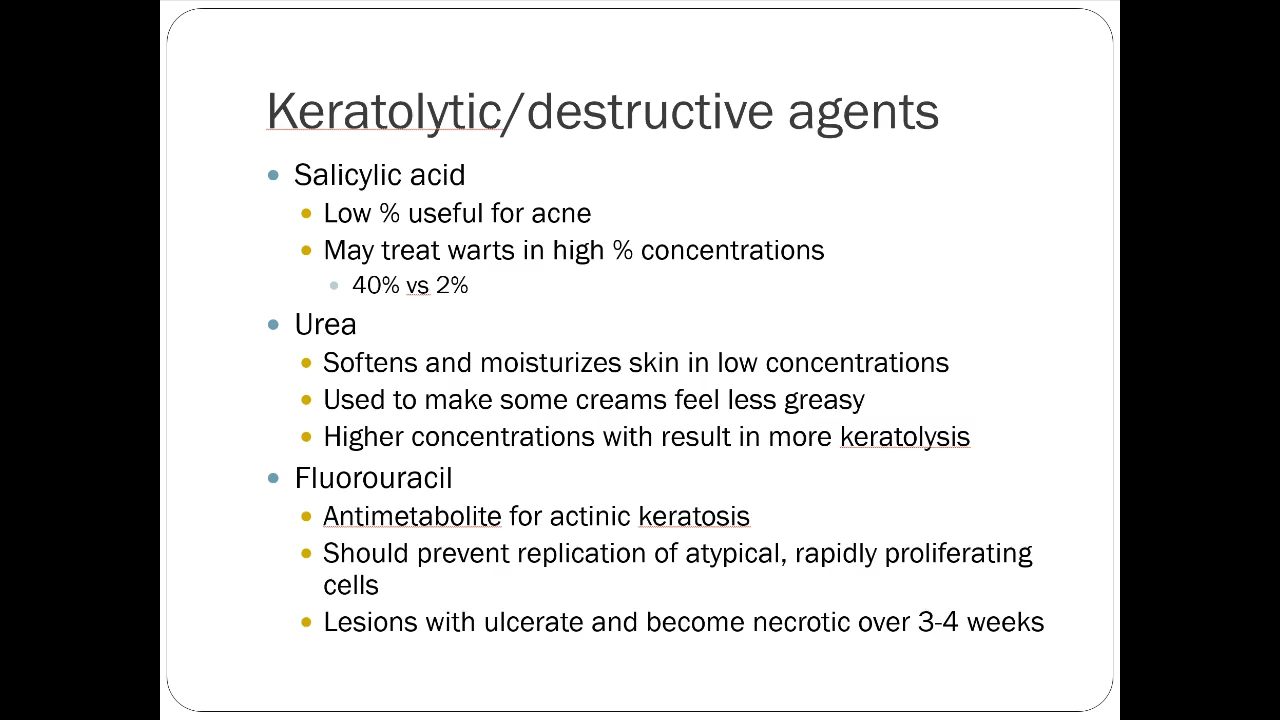 Keratolytic/destructive agents
Salicylic acid
Low % useful for acne
May treat warts in high % concentrations
40% vs 2%
Urea
Softens and moisturizes skin in low concentrations
Used to make some creams feel less greasy
Higher concentrations with result in more keratolysis
Fluorouracil
Antimetabolite for actinic keratosis
Should prevent replication of atypical, rapidly proliferating
cells
Lesions with ulcerate and become necrotic over 3-4 weeks